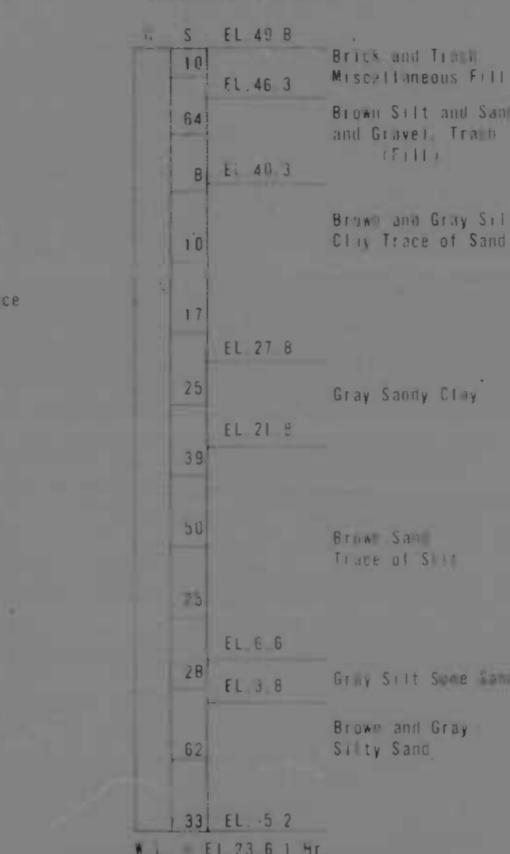 S EL. 49.8
10 Brick and Trash
Miscellaneous Fill
EL. 46.3
64 Brown Silt and Sand
and Gravel, Trash
(Fill)
8 EL. 40.3
10 Brown and Gray
Clay Trace of Sand
ce
17
EL. 27.8
25 Gray Sandy Clay
EL. 21.8
39
50 Brown Sand
Trace of Silt
75
EL. 6.6
28 Gray Silt Some
EL. 3.8
Brown and Gray
62 Silty Sand
33 EL. -5.2
W.L. = El. 23.6 1 Hr.